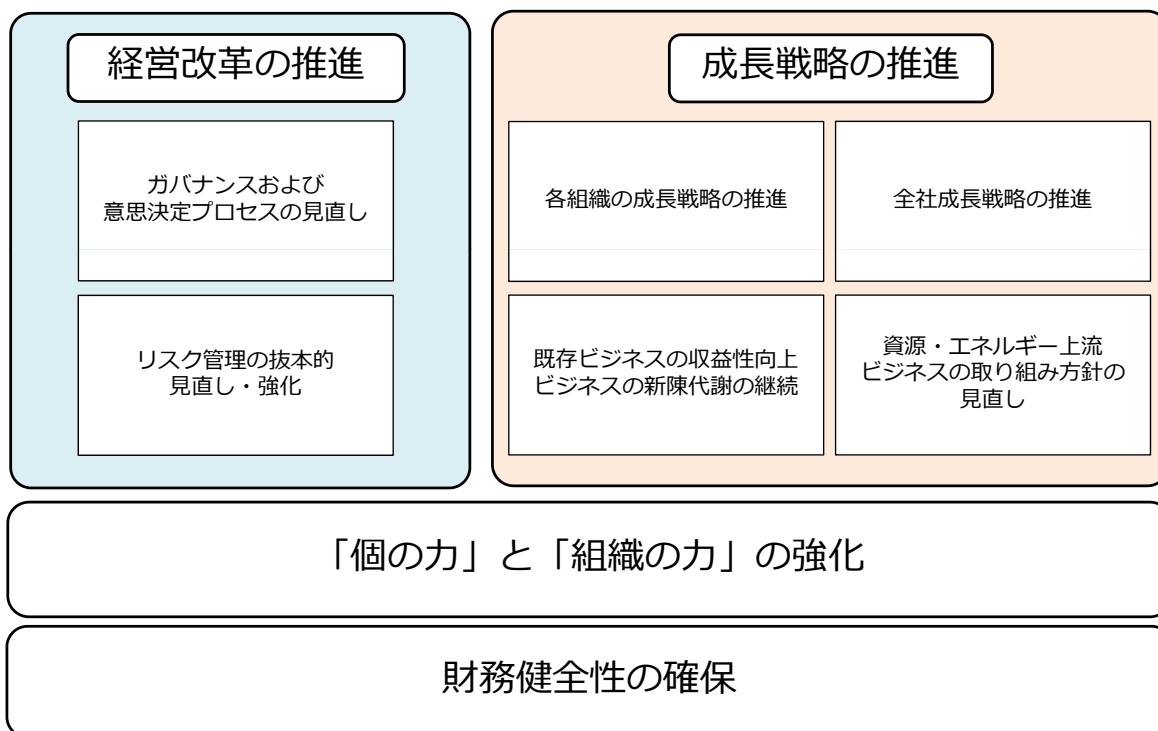 経営改革の推進
ガバナンスおよび
意思決定プロセスの見直し
リスク管理の抜本的
見直し・強化
成長戦略の推進
各組織の成長戦略の推進
全社成長戦略の推進
既存ビジネスの収益性向上
ビジネスの新陳代謝の継続
資源・エネルギー上流
ビジネスの取り組み方針の
見直し
「個の力」と「組織の力」の強化
財務健全性の確保